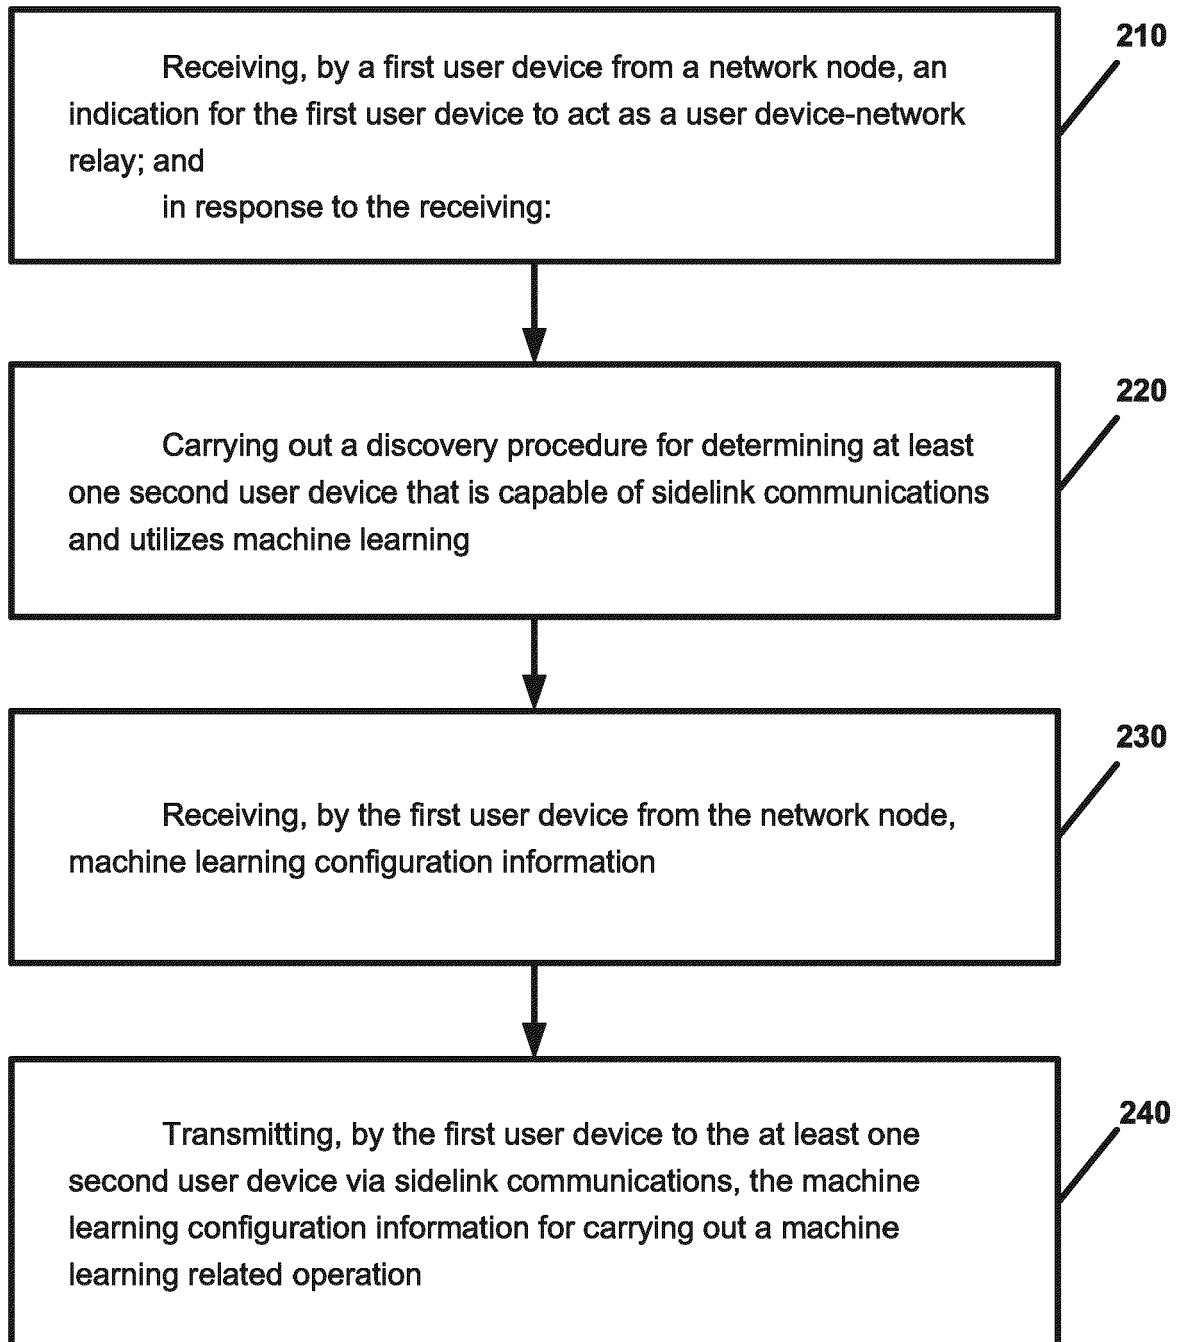 210
Receiving, by a first user device from a network node, an
indication for the first user device to act as a user device-network
relay; and
in response to the receiving:
220
Carrying out a discovery procedure for determining at least
one second user device that is capable of sidelink communications
and utilizes machine learning
230
Receiving, by the first user device from the network node,
machine learning configuration information
240
Transmitting, by the first user device to the at least one
second user device via sidelink communications, the machine
learning configuration information for carrying out a machine
learning related operation